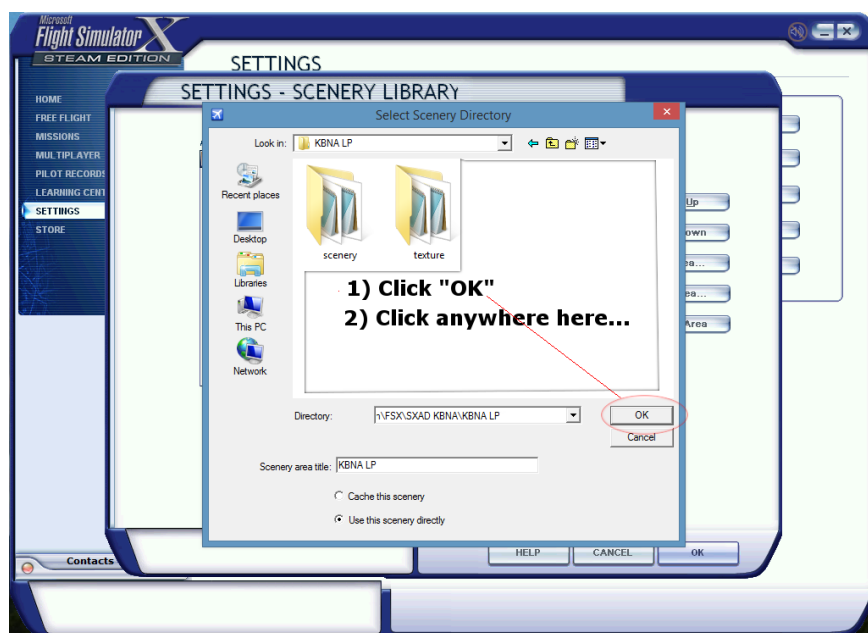 Microsoft
Flight Simulator X
STEAM EDITION
SETTINGS
SETTINGS - SCENERY LIBRARY
HOME
FREE FLIGHT
MISSIONS
MULTIPLAYER
PILOT RECORDS
LEARNING CENT
SETTINGS
STORE
Select Scenery Directory
Look in: KBNA LP
Recent places
Desktop
Libraries
This PC
Network
scenery
texture
1) Click "OK"
2) Click anywhere here...
Up
own
ea...
ea...
Area
Directory: \FSX\SXAD KBNA\KBNA LP
OK
Cancel
Scenery area title: KBNA LP
Cache this scenery
Use this scenery directly
HELP
CANCEL
OK
Contacts